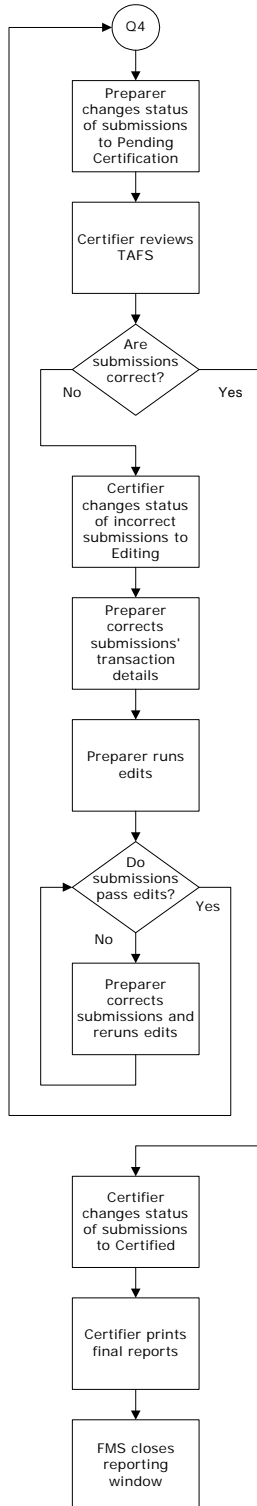 Q4
Preparer
changes status
of submissions
to Pending
Certification
Certifier reviews
TAFS
Are
submissions
correct?
No
Yes
Certifier
changes status
of incorrect
submissions to
Editing
Preparer
corrects
submissions'
transaction
details
Preparer runs
edits
Do
submissions
pass edits?
Yes
No
Preparer
corrects
submissions and
reruns edits
Certifier
changes status
of submissions
to Certified
Certifier prints
final reports
FMS closes
reporting
window